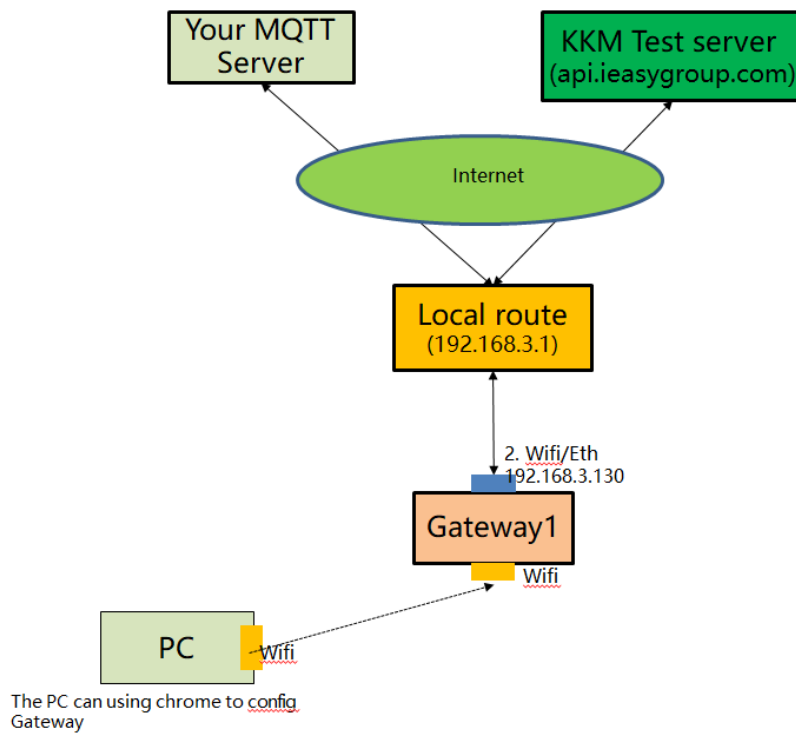 Your MQTT
Server
KKM Test server
(api.ieasygroup.com)
Internet
Local route
(192.168.3.1)
2. Wifi/Eth
192.168.3.130
Gateway1
Wifi
PC
Wifi
The PC can using chrome to config
Gateway